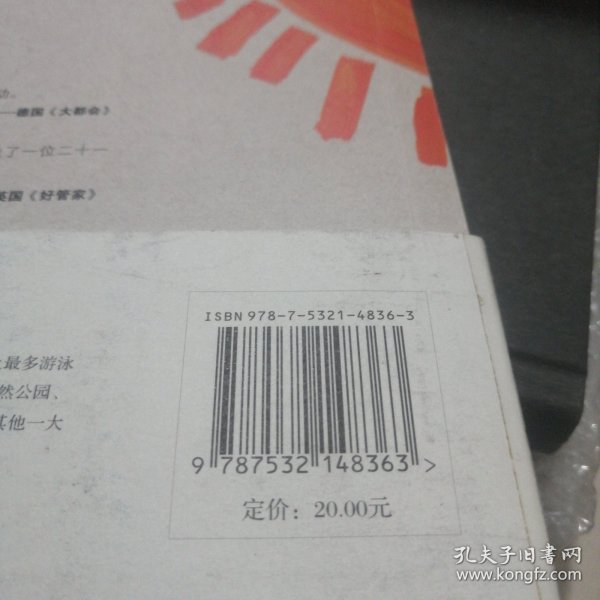 动。
——德国《大都会》
了一位二十一
英国《好管家》
ISBN 978-7-5321-4836-3
上最多游泳
然公园、
其他一大
9 787532 148363 >
定价：20.00元
孔夫子旧书网
www.kongfz.com